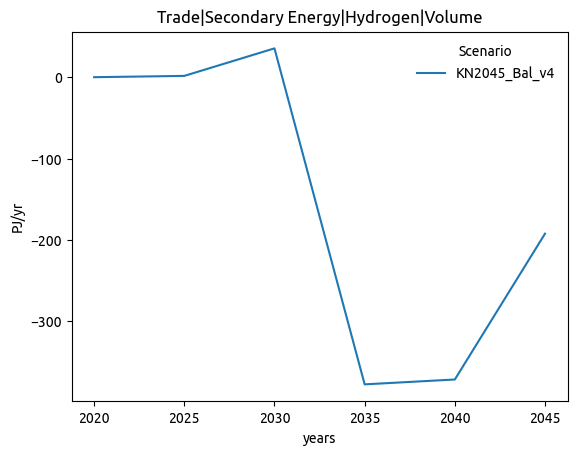 Trade|Secondary Energy|Hydrogen|Volume
Scenario
KN2045_Bal_v4
PJ/yr
0
−100
−200
−300
2020 2025 2030 2035 2040 2045
years